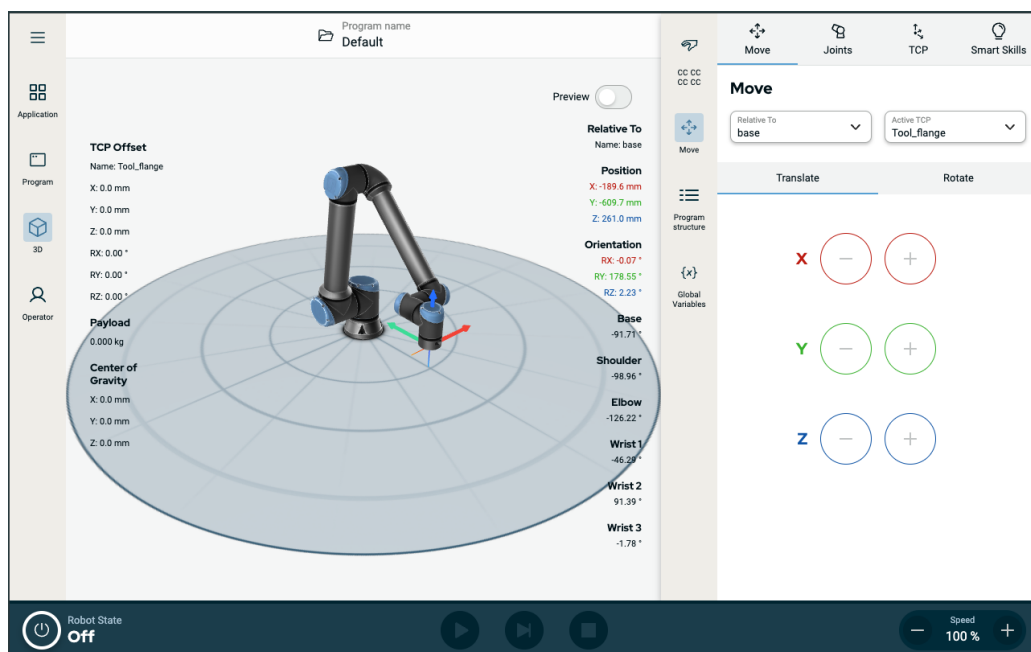 Program name
Default
Application
Program
3D
Operator
TCP Offset
Name: Tool_flange
X: 0.0 mm
Y: 0.0 mm
Z: 0.0 mm
RX: 0.00 °
RY: 0.00 °
RZ: 0.00 °
Payload
0.000 kg
Center of
Gravity
X: 0.0 mm
Y: 0.0 mm
Z: 0.0 mm
Preview
Relative To
Name: base
Position
X: -189.6 mm
Y: -609.7 mm
Z: 261.0 mm
Orientation
RX: -0.07 °
RY: 178.55 °
RZ: 2.23 °
Base
-91.71 °
Shoulder
-98.96 °
Elbow
-126.22 °
Wrist 1
-46.29 °
Wrist 2
91.39 °
Wrist 3
-1.78 °
CC CC
CC CC
Move
Program
structure
{x}
Global
Variables
Move
Joints
TCP
Smart Skills
Move
Relative To
base
Active TCP
Tool_flange
Translate
Rotate
X − +
Y − +
Z − +
Robot State
Off
Speed
− 100 % +